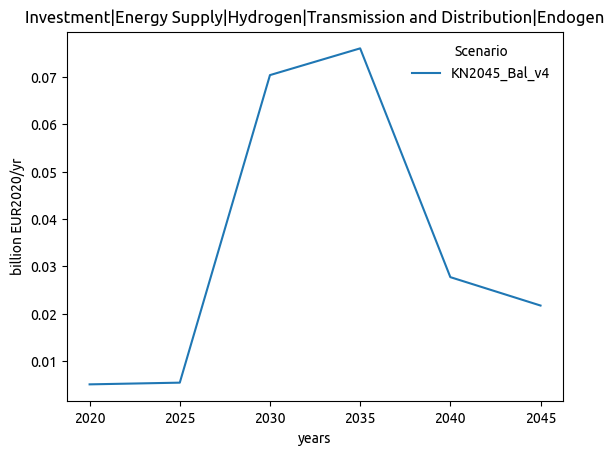 Investment|Energy Supply|Hydrogen|Transmission and Distribution|Endogen
Scenario
KN2045_Bal_v4
billion EUR2020/yr
0.07
0.06
0.05
0.04
0.03
0.02
0.01
2020 2025 2030 2035 2040 2045
years